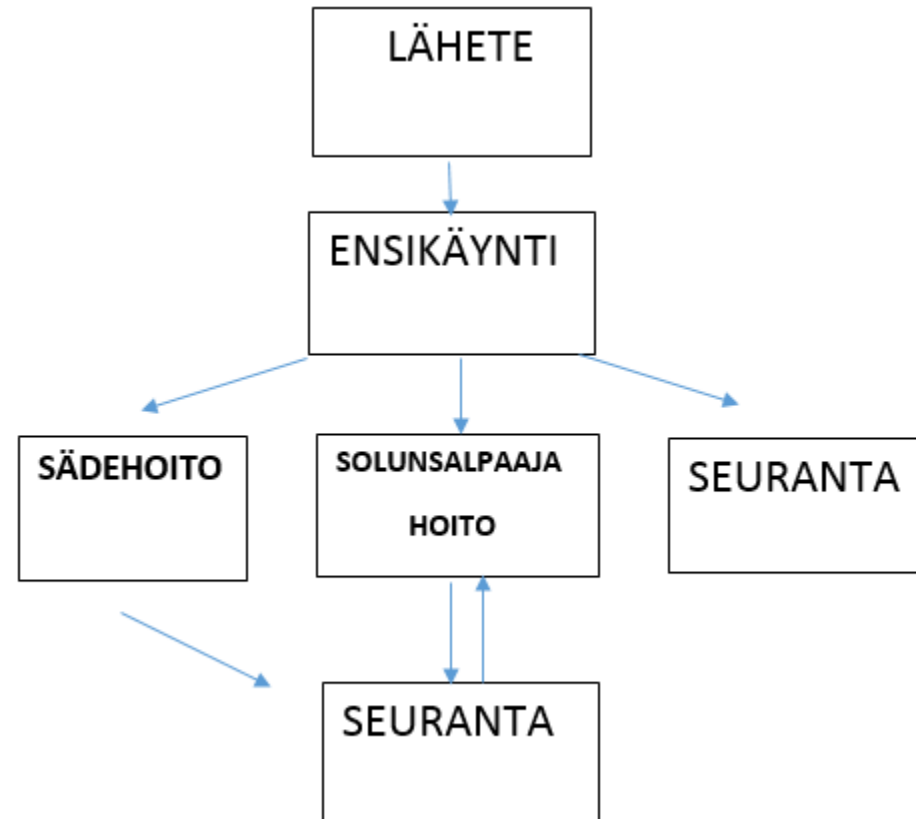 LÄHETE
ENSIKÄYNTI
SÄDEHOITO
SOLUNSALPAAJA
HOITO
SEURANTA
SEURANTA